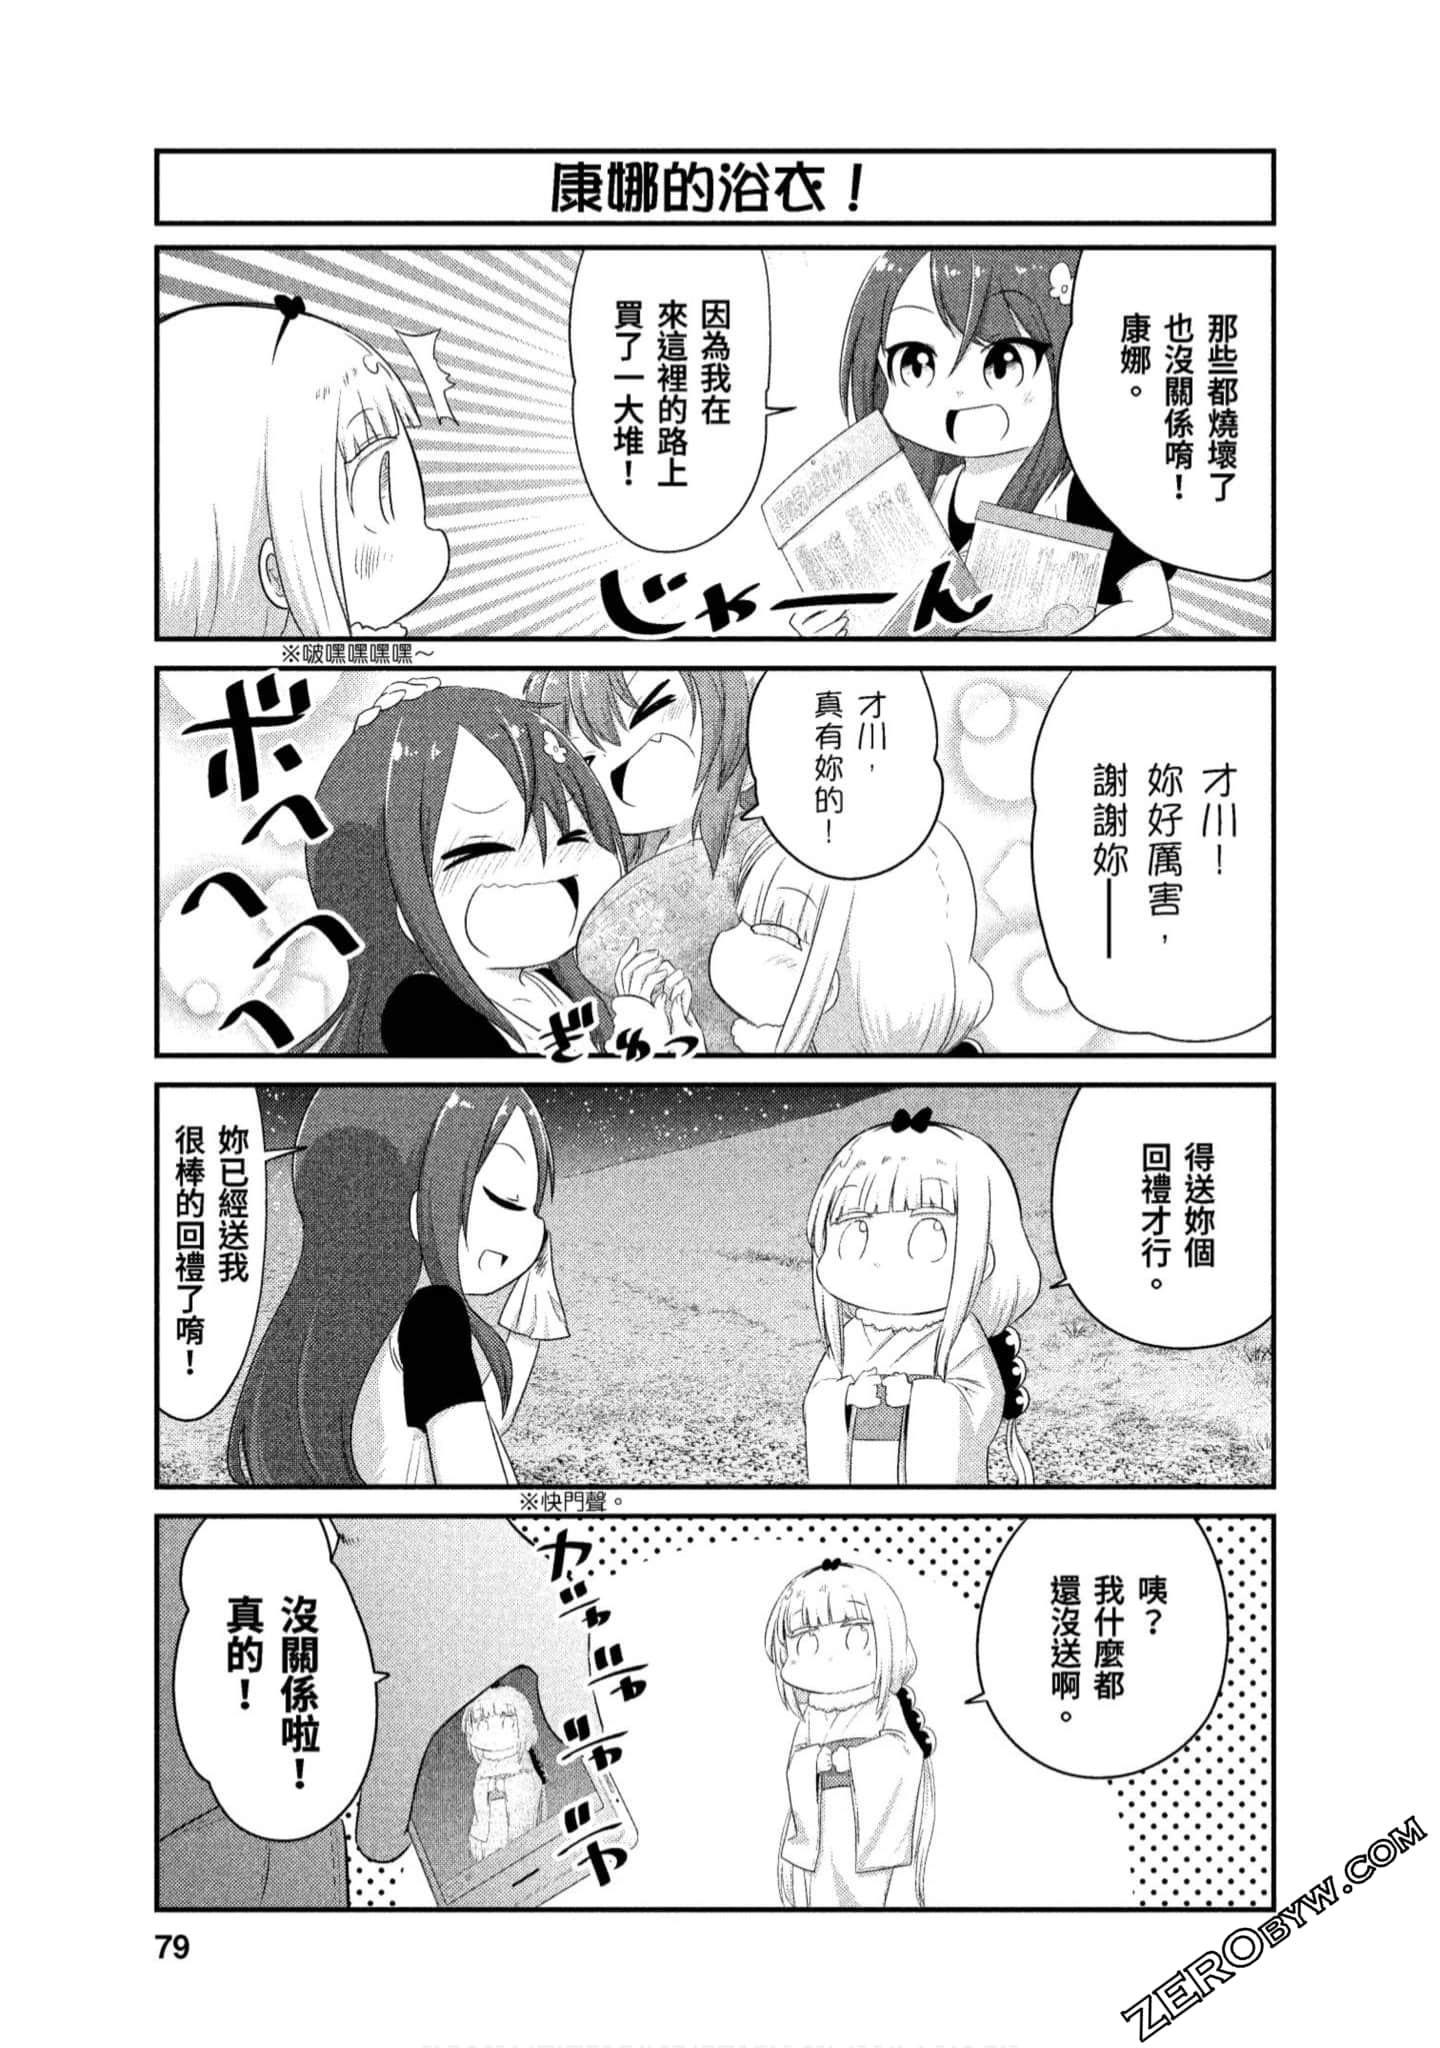 康娜的浴衣！
那些都燒壞了
也沒關係唷！
康娜。
因為我在
來這裡的路上
買了一大堆！
じゃーん
※啵嘿嘿嘿嘿～
才川！
妳好厲害，
謝謝妳——
才川，
真有妳的！
ボへへへへっ
ぎゅっ
得送妳個
回禮才行。
妳已經送我
很棒的回禮了唷！
※快門聲。
咦？
我什麼都
還沒送啊。
カシャシャシャシャ
沒關係啦！
真的！
79
ZEROBYW.COM